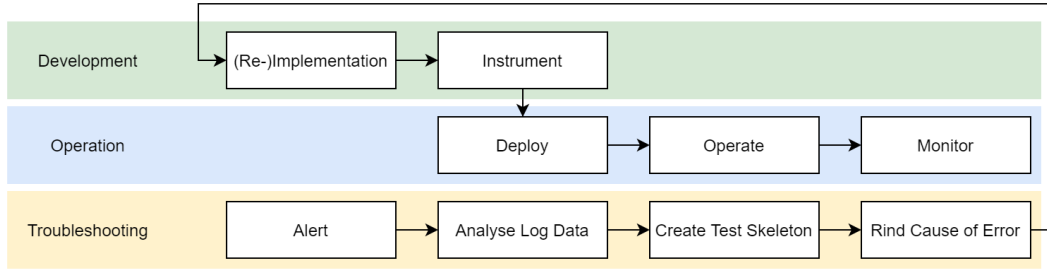 Development
(Re-)Implementation
Instrument
Operation
Deploy
Operate
Monitor
Troubleshooting
Alert
Analyse Log Data
Create Test Skeleton
Rind Cause of Error